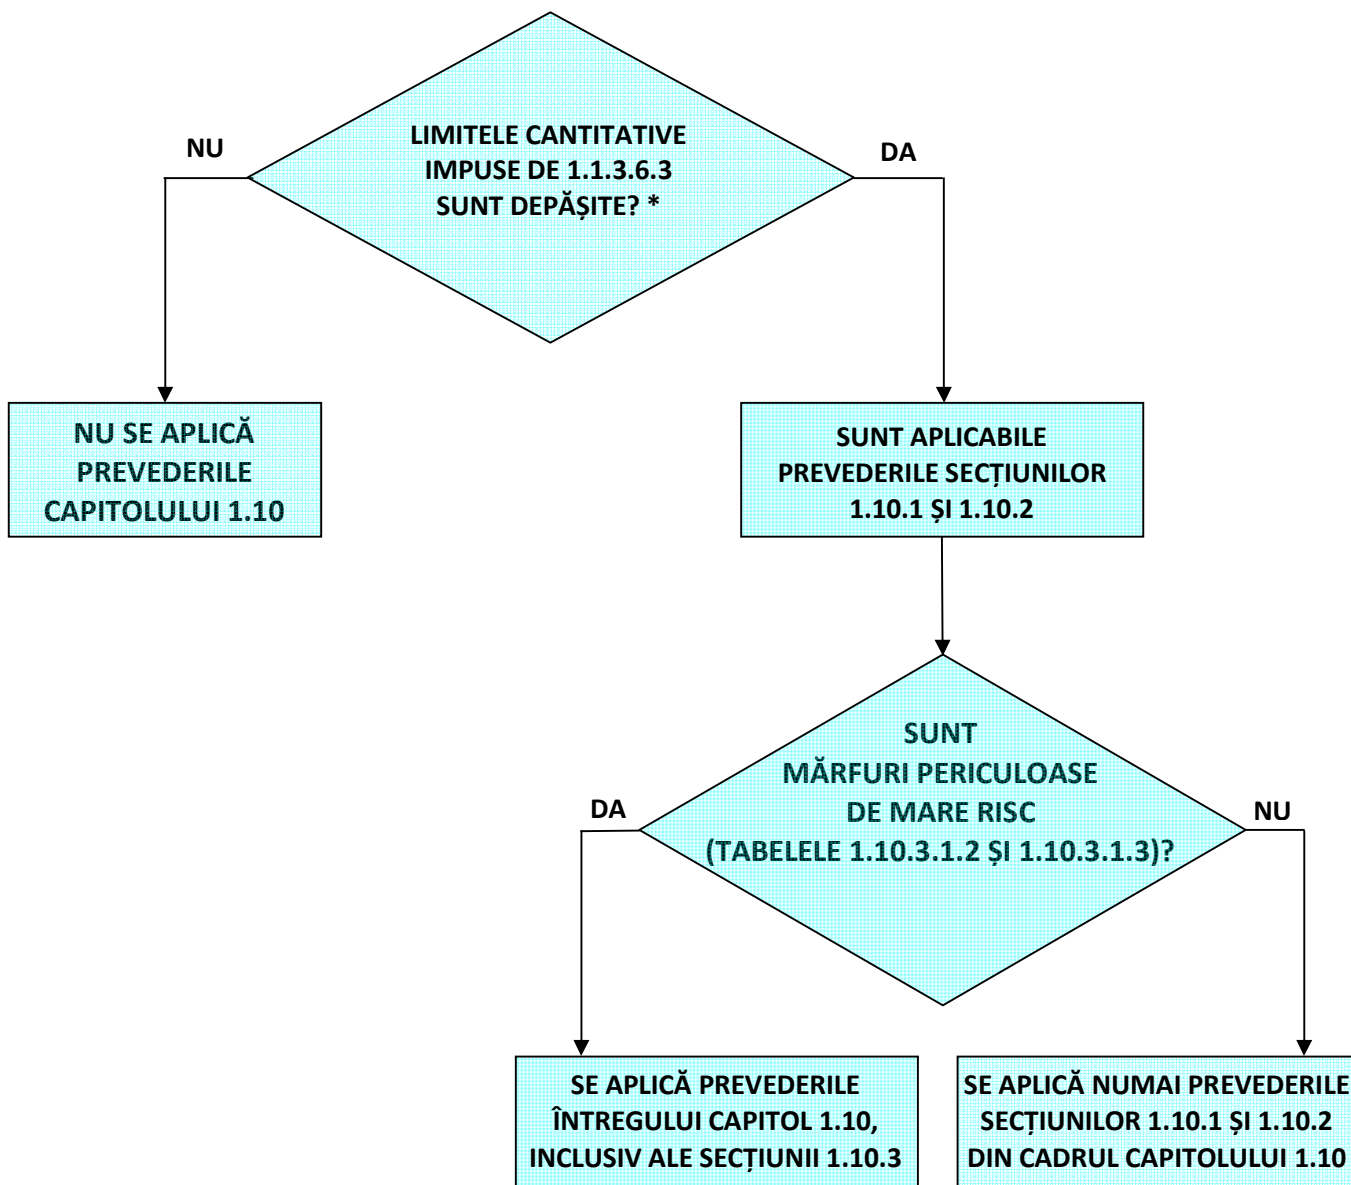 LIMITELE CANTITATIVE
IMPUSE DE 1.1.3.6.3
SUNT DEPĂȘITE? *
NU
DA
NU SE APLICĂ
PREVEDERILE
CAPITOLULUI 1.10
SUNT APLICABILE
PREVEDERILE SECȚIUNILOR
1.10.1 ȘI 1.10.2
SUNT
MĂRFURI PERICULOASE
DE MARE RISC
(TABELELE 1.10.3.1.2 ȘI 1.10.3.1.3)?
DA
NU
SE APLICĂ PREVEDERILE
ÎNTREGULUI CAPITOL 1.10,
INCLUSIV ALE SECȚIUNII 1.10.3
SE APLICĂ NUMAI PREVEDERILE
SECȚIUNILOR 1.10.1 ȘI 1.10.2
DIN CADRUL CAPITOLULUI 1.10